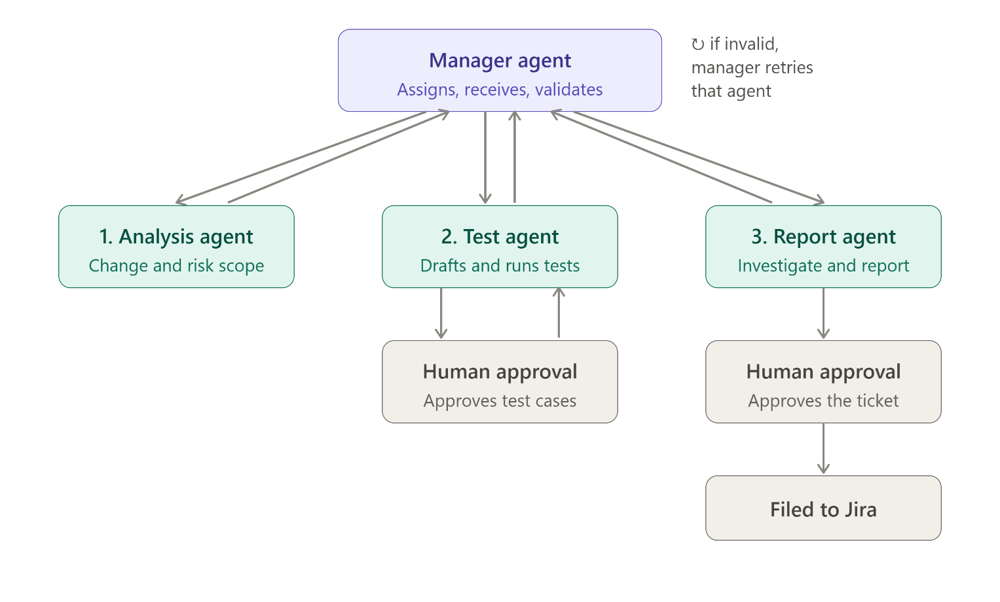 Manager agent
Assigns, receives, validates
↻ if invalid,
manager retries
that agent
1. Analysis agent
Change and risk scope
2. Test agent
Drafts and runs tests
3. Report agent
Investigate and report
Human approval
Approves test cases
Human approval
Approves the ticket
Filed to Jira